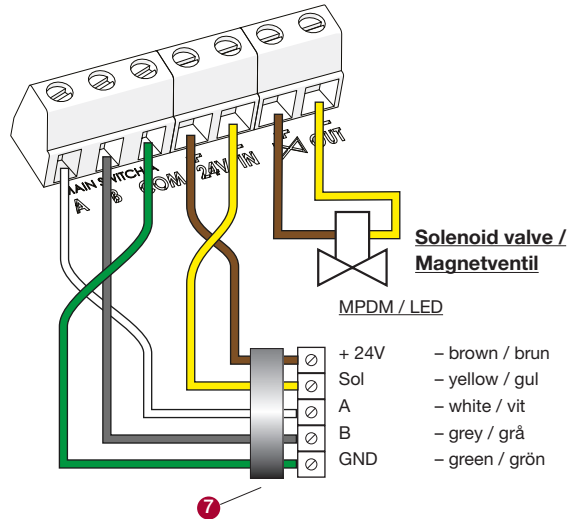 MAIN SWITCH A
A B COM 24V IN OUT
Solenoid valve /
Magnetventil
MPDM / LED
+ 24V – brown / brun
Sol – yellow / gul
A – white / vit
B – grey / grå
GND – green / grön
7